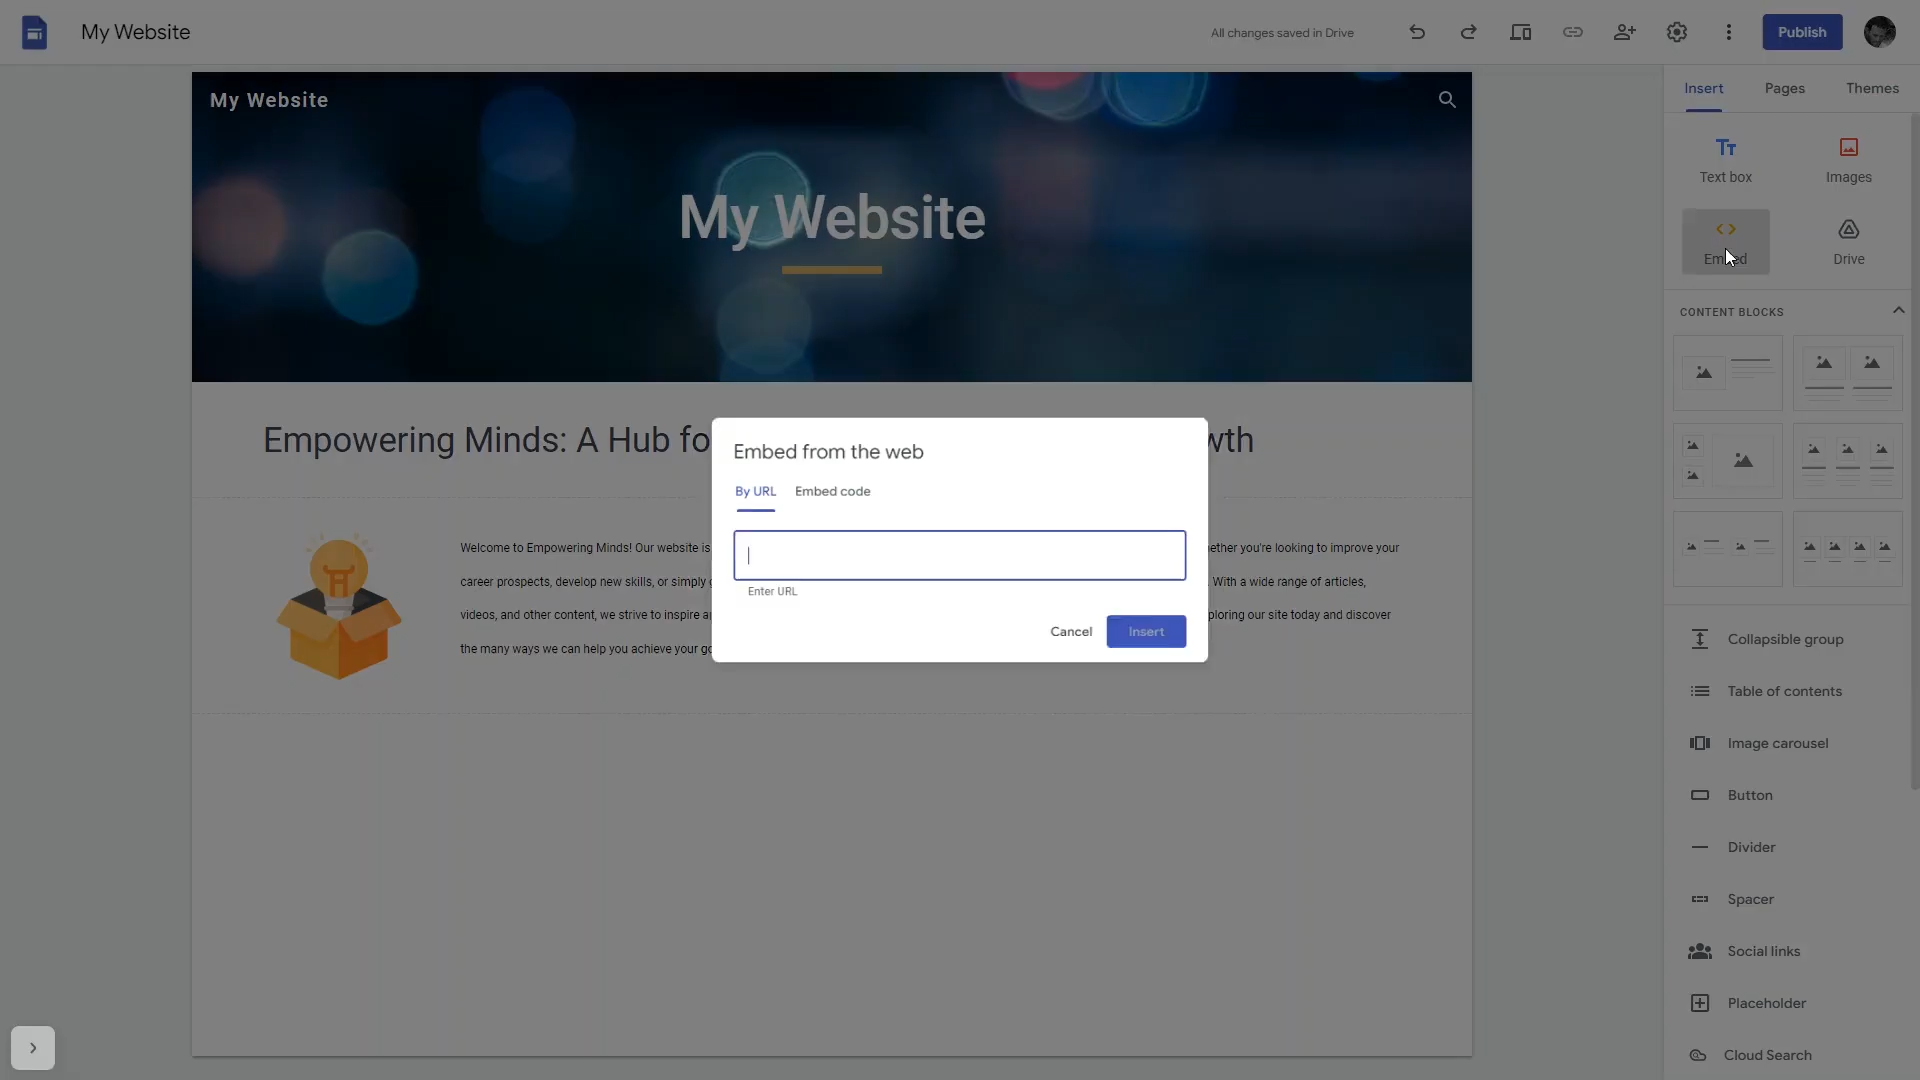 My Website
All changes saved in Drive
Publish
My Website
Insert
Pages
Themes
Text box
Images
My Website
Drive
CONTENT BLOCKS
Empowering Minds: A Hub fo
wth
Embed from the web
By URL
Embed code
Enter URL
Cancel
Insert
Welcome to Empowering Minds! Our website is
ether you're looking to improve your
career prospects, develop new skills, or simply
With a wide range of articles,
videos, and other content, we strive to inspire a
ploring our site today and discover
the many ways we can help you achieve your go
Collapsible group
Table of contents
Image carousel
Button
Divider
Spacer
Social links
Placeholder
Cloud Search